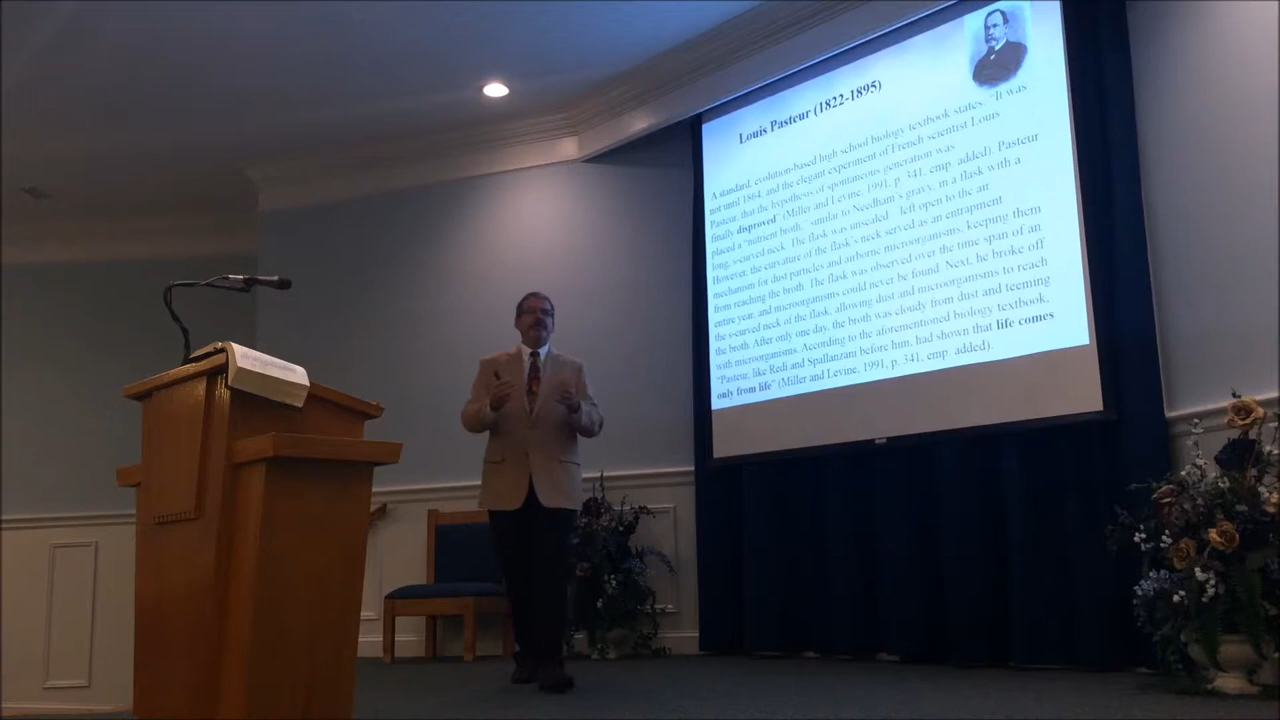 Louis Pasteur (1822-1895)
A standard, evolution-based high school biology textbook states: "It was
not until 1864, and the elegant experiment of French scientist Louis
Pasteur, that the hypothesis of spontaneous generation was
finally disproved" (Miller and Levine, 1991, p. 341, emp. added). Pasteur
placed a "nutrient broth," similar to Needham's gravy, in a flask with a
long, s-curved neck. The flask was unsealed—left open to the air
However, the curvature of the flask's neck served as an entrapment
mechanism for dust particles and airborne microorganisms, keeping them
from reaching the broth. The flask was observed over the time span of an
entire year, and microorganisms could never be found. Next, he broke off
the s-curved neck of the flask, allowing dust and microorganisms to reach
the broth. After only one day, the broth was cloudy from dust and teeming
with microorganisms. According to the aforementioned biology textbook,
"Pasteur, like Redi and Spallanzani before him, had shown that life comes
only from life" (Miller and Levine, 1991, p. 341, emp. added).